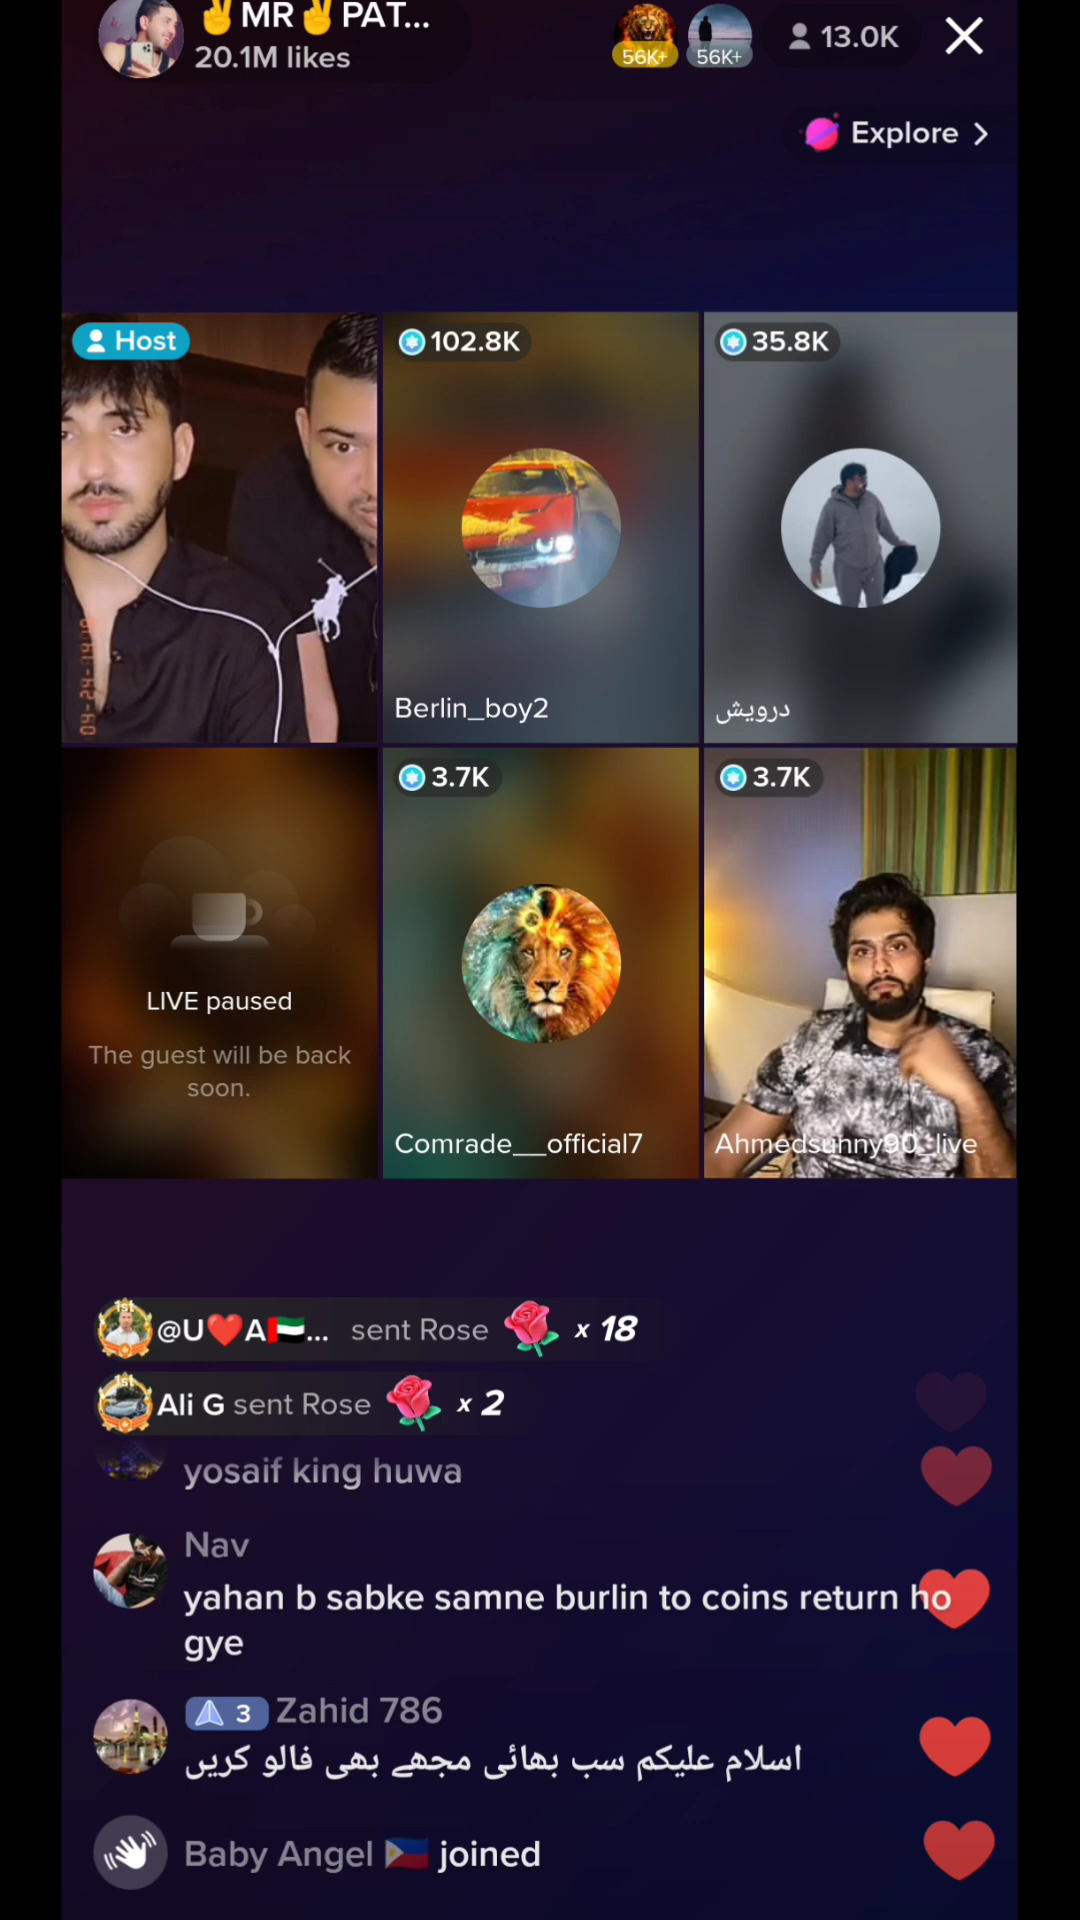 ✌️MR✌️PAT...
20.1M likes
56K+
56K+
13.0K
Explore
Host
102.8K
35.8K
Berlin_boy2
درویش
3.7K
3.7K
LIVE paused
The guest will be back
soon.
Comrade__official7
Ahmedsunny90_live
1st
@U❤️A🇦🇪... sent Rose x 18
1st
Ali G sent Rose x 2
yosaif king huwa
Nav
yahan b sabke samne burlin to coins return ho
gye
3 Zahid 786
اسلام علیکم سب بھائی مجھے بھی فالو کریں
Baby Angel 🇵🇭 joined